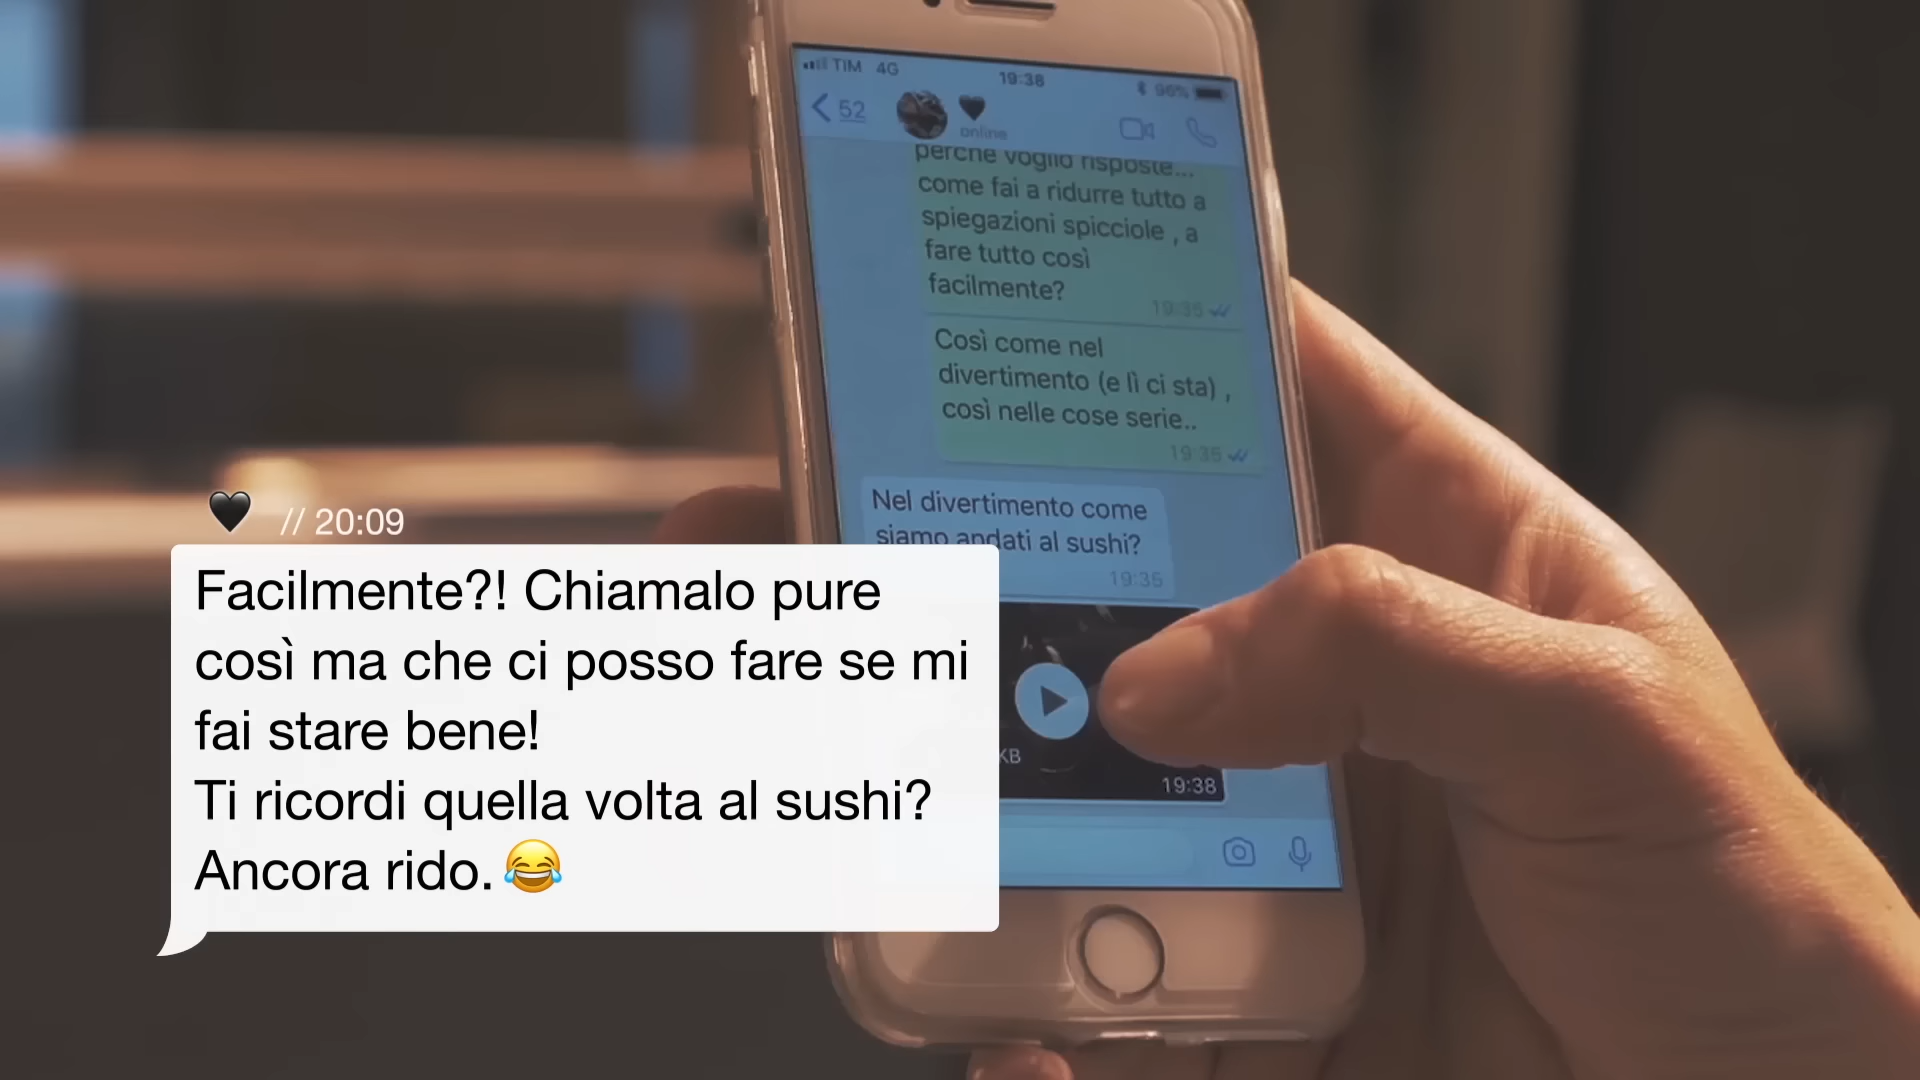 TIM 4G 19:38 96%
52
online
perché voglio risposte...
come fai a ridurre tutto a
spiegazioni spicciole , a
fare tutto così
facilmente?
19:35
Così come nel
divertimento (e lì ci sta) ,
così nelle cose serie..
19:35
Nel divertimento come
siamo andati al sushi?
19:35
KB
19:38
🖤 // 20:09
Facilmente?! Chiamalo pure
così ma che ci posso fare se mi
fai stare bene!
Ti ricordi quella volta al sushi?
Ancora rido. 😂